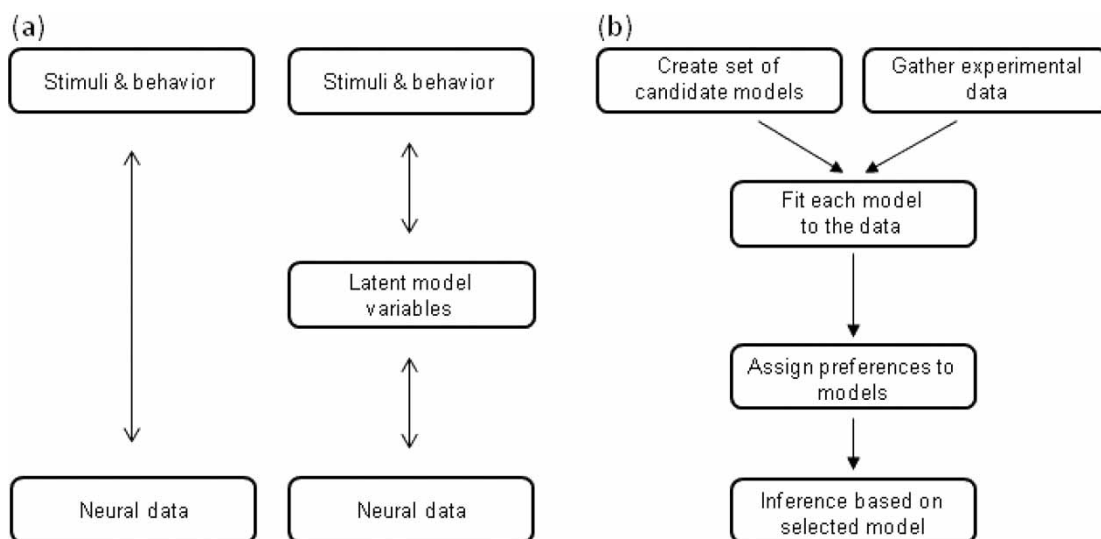 (a)
Stimuli & behavior
Neural data
Stimuli & behavior
Latent model
variables
Neural data
(b)
Create set of
candidate models
Gather experimental
data
Fit each model
to the data
Assign preferences to
models
Inference based on
selected model